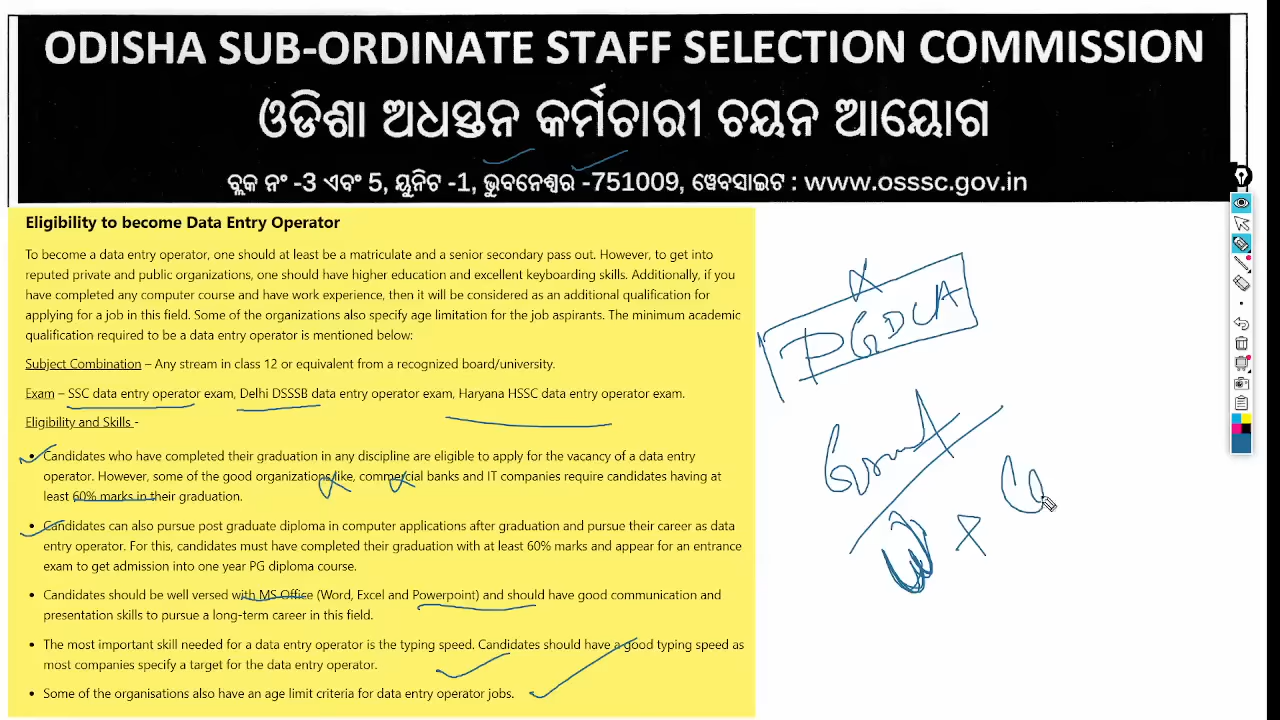 ODISHA SUB-ORDINATE STAFF SELECTION COMMISSION
ଓଡିଶା ଅଧସ୍ତନ କର୍ମଚାରୀ ଚୟନ ଆୟୋଗ
ବ୍ଲକ ନଂ -3 ଏବଂ 5, ୟୁନିଟ -1, ଭୁବନେଶ୍ଵର -751009, ୱେବସାଇଟ : www.osssc.gov.in
Eligibility to become Data Entry Operator
To become a data entry operator, one should at least be a matriculate and a senior secondary pass out. However, to get into
reputed private and public organizations, one should have higher education and excellent keyboarding skills. Additionally, if you
have completed any computer course and have work experience, then it will be considered as an additional qualification for
applying for a job in this field. Some of the organizations also specify age limitation for the job aspirants. The minimum academic
qualification required to be a data entry operator is mentioned below:
Subject Combination – Any stream in class 12 or equivalent from a recognized board/university.
Exam – SSC data entry operator exam, Delhi DSSSB data entry operator exam, Haryana HSSC data entry operator exam.
Eligibility and Skills -
• Candidates who have completed their graduation in any discipline are eligible to apply for the vacancy of a data entry
operator. However, some of the good organizations like, commercial banks and IT companies require candidates having at
least 60% marks in their graduation.
• Candidates can also pursue post graduate diploma in computer applications after graduation and pursue their career as data
entry operator. For this, candidates must have completed their graduation with at least 60% marks and appear for an entrance
exam to get admission into one year PG diploma course.
• Candidates should be well versed with MS Office (Word, Excel and Powerpoint) and should have good communication and
presentation skills to pursue a long-term career in this field.
• The most important skill needed for a data entry operator is the typing speed. Candidates should have a good typing speed as
most companies specify a target for the data entry operator.
• Some of the organisations also have an age limit criteria for data entry operator jobs.
PGDCA